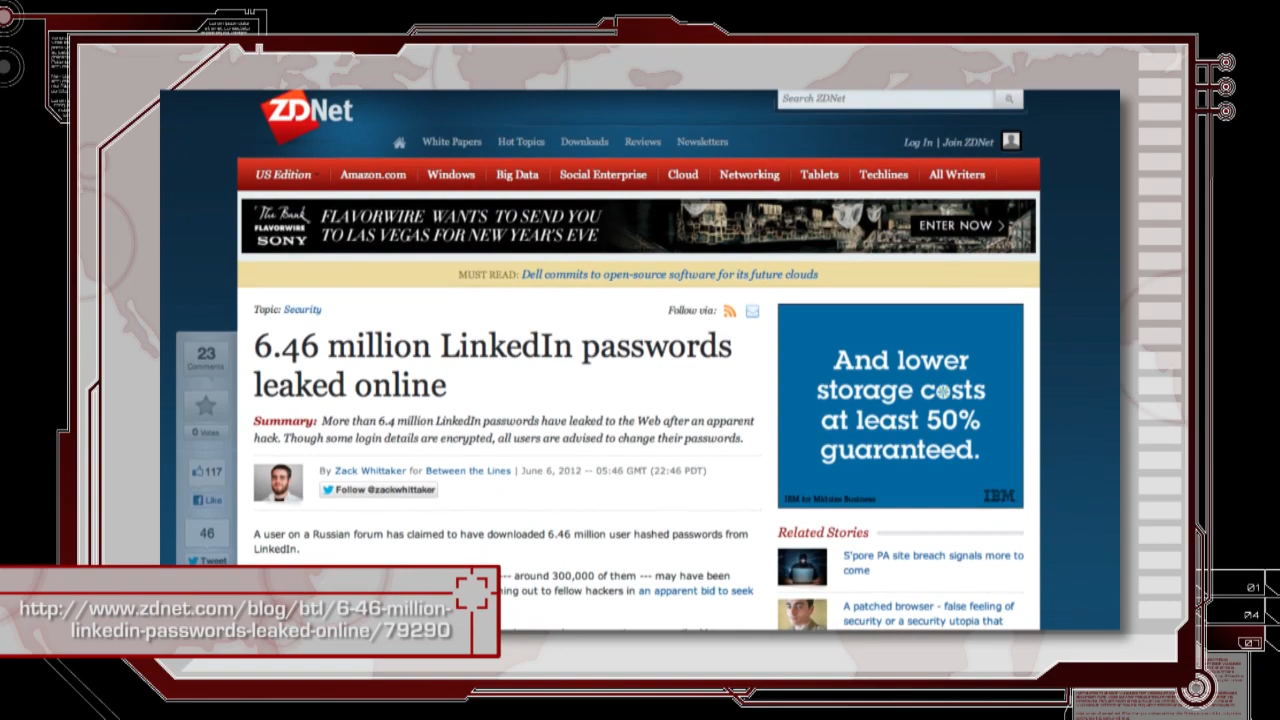 ZDNet
Search ZDNet
White Papers Hot Topics Downloads Reviews Newsletters
Log In | Join ZDNet
US Edition Amazon.com Windows Big Data Social Enterprise Cloud Networking Tablets Techlines All Writers
The Bank
FLAVORWIRE
SONY
FLAVORWIRE WANTS TO SEND YOU
TO LAS VEGAS FOR NEW YEAR'S EVE
ENTER NOW
MUST READ: Dell commits to open-source software for its future clouds
Topic: Security
Follow via:
6.46 million LinkedIn passwords
leaked online
Summary: More than 6.4 million LinkedIn passwords have leaked to the Web after an apparent
hack. Though some login details are encrypted, all users are advised to change their passwords.
By Zack Whittaker for Between the Lines | June 6, 2012 -- 05:46 GMT (22:46 PDT)
Follow @zackwhittaker
A user on a Russian forum has claimed to have downloaded 6.46 million user hashed passwords from
LinkedIn.
--- around 300,000 of them --- may have been
ing out to fellow hackers in an apparent bid to seek
23
Comments
0 Votes
117
Like
46
Tweet
And lower
storage costs
at least 50%
guaranteed.
IBM for Midsize Business
IBM
Related Stories
S'pore PA site breach signals more to
come
A patched browser - false feeling of
security or a security utopia that
http://www.zdnet.com/blog/btl/6-46-million-
linkedin-passwords-leaked-online/79290
01
07